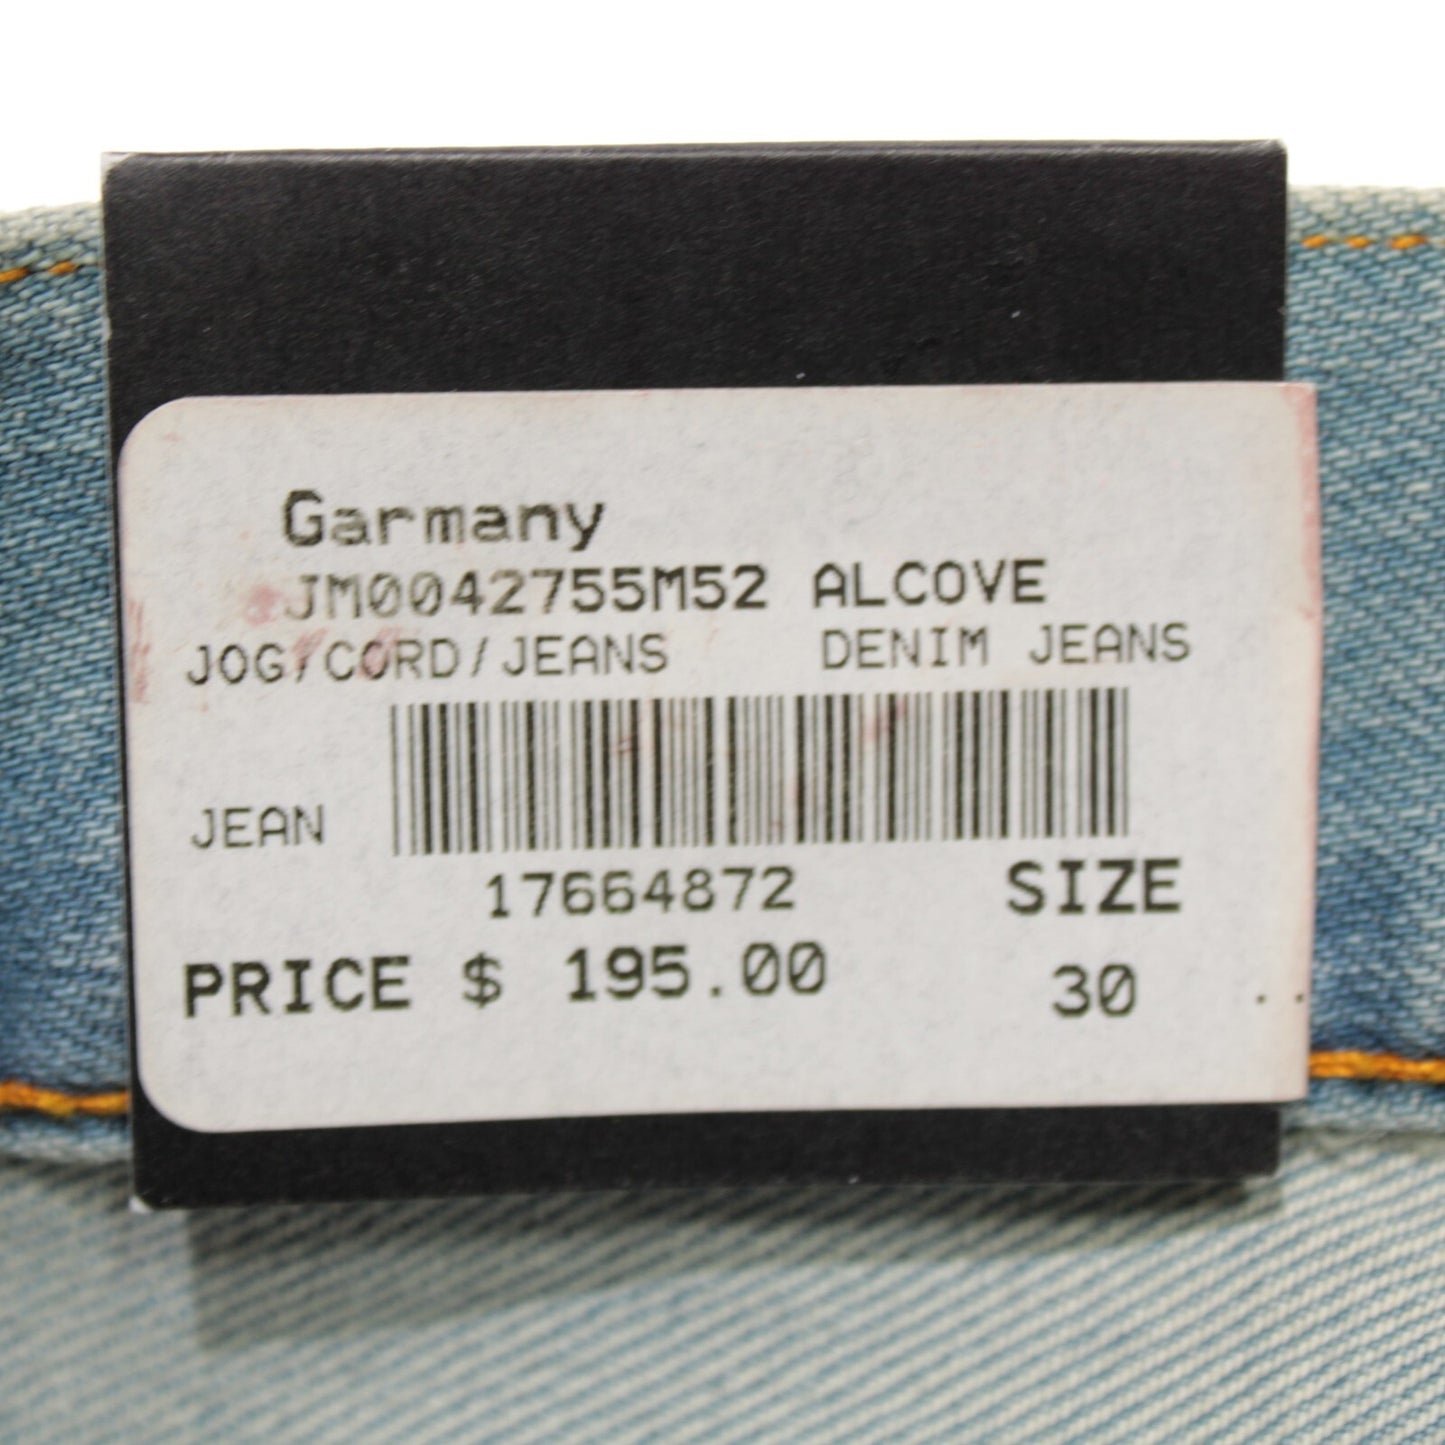 Garmany
JM0042755M52 ALCOVE
JOG/CORD/JEANS DENIM JEANS
JEAN
17664872 SIZE
PRICE $ 195.00 30